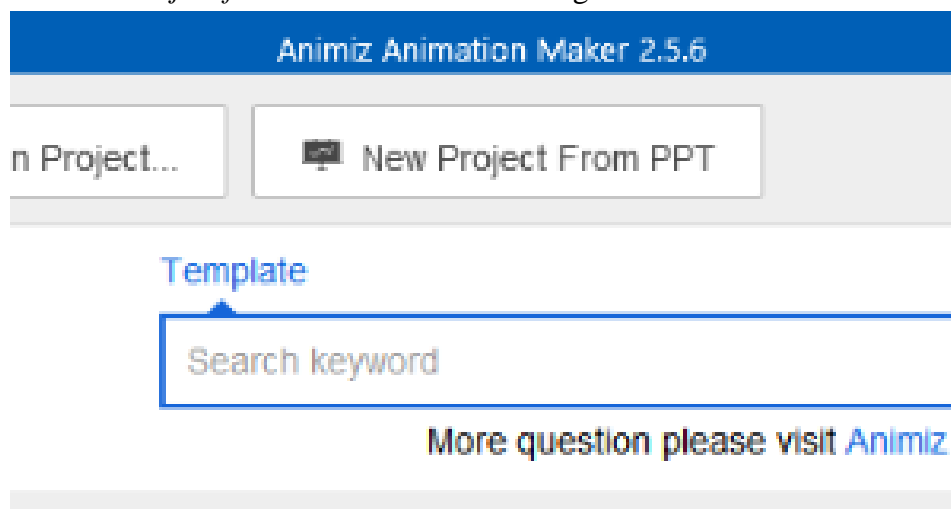 Animiz Animation Maker 2.5.6
n Project...
New Project From PPT
Template
Search keyword
More question please visit Animiz